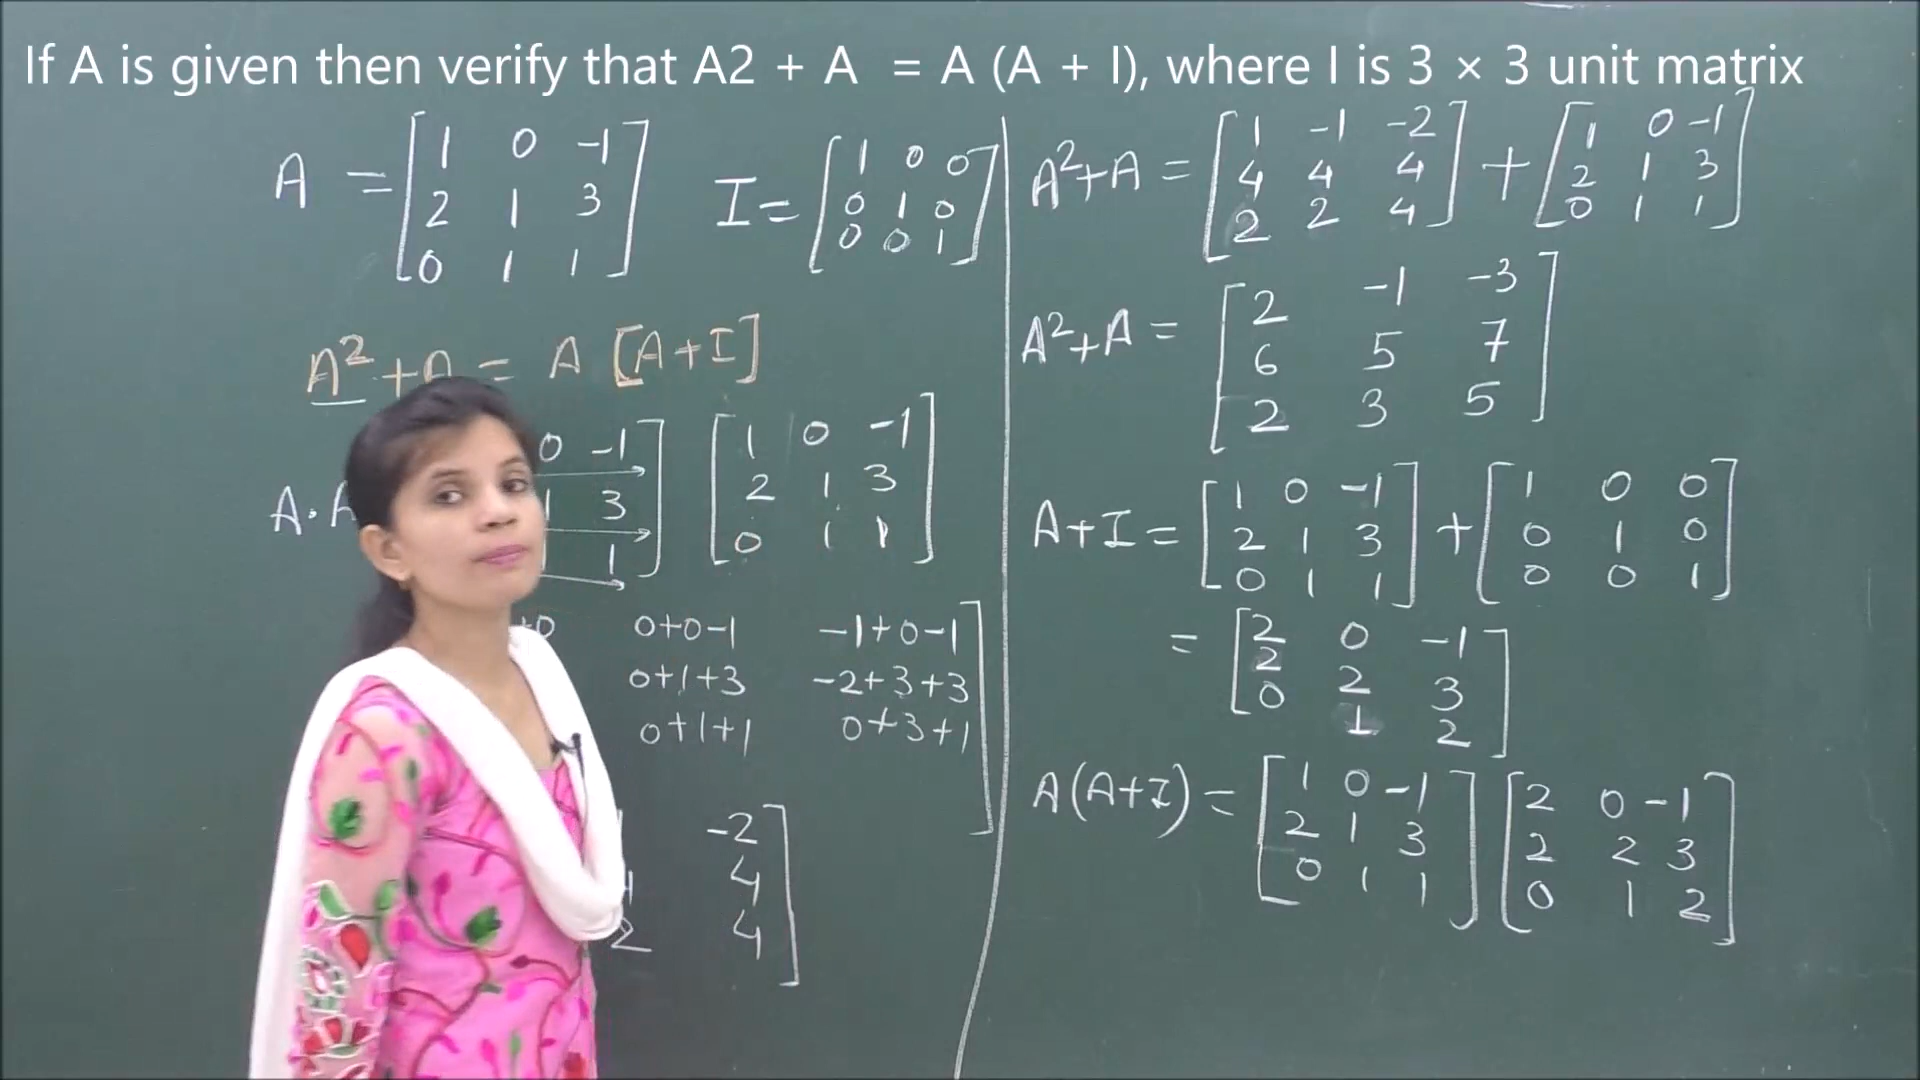 If A is given then verify that A2 + A = A (A + I), where I is 3 × 3 unit matrix
A = [1 0 -1
2 1 3
0 1 1]
I = [1 0 0
0 1 0
0 0 1]
A²+A = A [A+I]
A·A
0 -1] [1 0 -1
1 3] [2 1 3
1] [0 1 1]
+0 0+0-1 -1+0-1
0+1+3 -2+3+3
0+1+1 0+3+1]
-2
4
2 4]
A²+A = [1 -1 -2
4 4 4
2 2 4] + [1 0 -1
2 1 3
0 1 1]
A²+A = [2 -1 -3
6 5 7
2 3 5]
A+I = [1 0 -1
2 1 3
0 1 1] + [1 0 0
0 1 0
0 0 1]
= [2 0 -1
2 2 3
0 1 2]
A(A+I) = [1 0 -1
2 1 3
0 1 1] [2 0 -1
2 2 3
0 1 2]